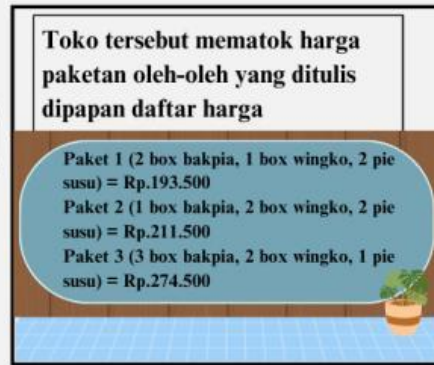 Toko tersebut mematok harga
paketan oleh-oleh yang ditulis
dipapan daftar harga
Paket 1 (2 box bakpia, 1 box wingko, 2 pie
susu) = Rp.193.500
Paket 2 (1 box bakpia, 2 box wingko, 2 pie
susu) = Rp.211.500
Paket 3 (3 box bakpia, 2 box wingko, 1 pie
susu) = Rp.274.500